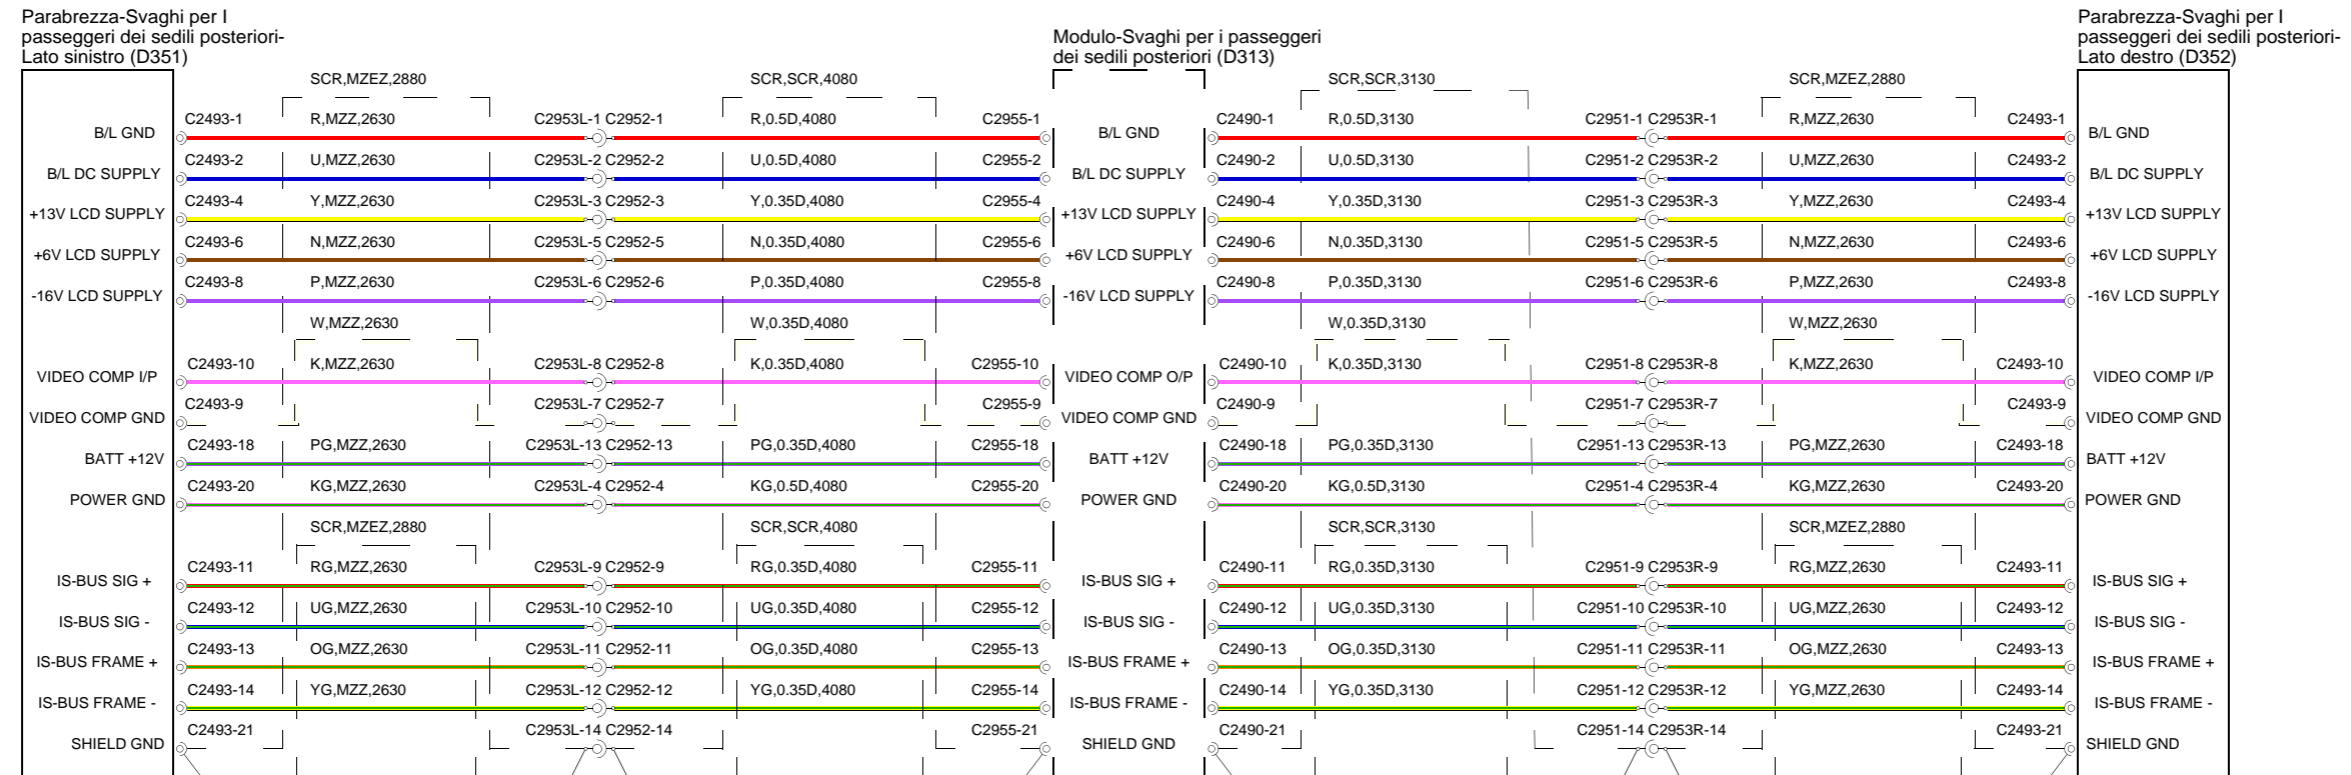 Parabrezza-Svaghi per I
passeggeri dei sedili posteriori-
Lato sinistro (D351)
Modulo-Svaghi per i passeggeri
dei sedili posteriori (D313)
Parabrezza-Svaghi per I
passeggeri dei sedili posteriori-
Lato destro (D352)
SCR,MZEZ,2880 SCR,SCR,4080 SCR,SCR,3130 SCR,MZEZ,2880
B/L GND C2493-1 R,MZZ,2630 C2953L-1 C2952-1 R,0.5D,4080 C2955-1 B/L GND C2490-1 R,0.5D,3130 C2951-1 C2953R-1 R,MZZ,2630 C2493-1 B/L GND
B/L DC SUPPLY C2493-2 U,MZZ,2630 C2953L-2 C2952-2 U,0.5D,4080 C2955-2 B/L DC SUPPLY C2490-2 U,0.5D,3130 C2951-2 C2953R-2 U,MZZ,2630 C2493-2 B/L DC SUPPLY
+13V LCD SUPPLY C2493-4 Y,MZZ,2630 C2953L-3 C2952-3 Y,0.35D,4080 C2955-4 +13V LCD SUPPLY C2490-4 Y,0.35D,3130 C2951-3 C2953R-3 Y,MZZ,2630 C2493-4 +13V LCD SUPPLY
+6V LCD SUPPLY C2493-6 N,MZZ,2630 C2953L-5 C2952-5 N,0.35D,4080 C2955-6 +6V LCD SUPPLY C2490-6 N,0.35D,3130 C2951-5 C2953R-5 N,MZZ,2630 C2493-6 +6V LCD SUPPLY
-16V LCD SUPPLY C2493-8 P,MZZ,2630 C2953L-6 C2952-6 P,0.35D,4080 C2955-8 -16V LCD SUPPLY C2490-8 P,0.35D,3130 C2951-6 C2953R-6 P,MZZ,2630 C2493-8 -16V LCD SUPPLY
W,MZZ,2630 W,0.35D,4080 W,0.35D,3130 W,MZZ,2630
VIDEO COMP I/P C2493-10 K,MZZ,2630 C2953L-8 C2952-8 K,0.35D,4080 C2955-10 VIDEO COMP O/P C2490-10 K,0.35D,3130 C2951-8 C2953R-8 K,MZZ,2630 C2493-10 VIDEO COMP I/P
VIDEO COMP GND C2493-9 C2953L-7 C2952-7 C2955-9 VIDEO COMP GND C2490-9 C2951-7 C2953R-7 C2493-9 VIDEO COMP GND
BATT +12V C2493-18 PG,MZZ,2630 C2953L-13 C2952-13 PG,0.35D,4080 C2955-18 BATT +12V C2490-18 PG,0.35D,3130 C2951-13 C2953R-13 PG,MZZ,2630 C2493-18 BATT +12V
POWER GND C2493-20 KG,MZZ,2630 C2953L-4 C2952-4 KG,0.5D,4080 C2955-20 POWER GND C2490-20 KG,0.5D,3130 C2951-4 C2953R-4 KG,MZZ,2630 C2493-20 POWER GND
SCR,MZEZ,2880 SCR,SCR,4080 SCR,SCR,3130 SCR,MZEZ,2880
IS-BUS SIG + C2493-11 RG,MZZ,2630 C2953L-9 C2952-9 RG,0.35D,4080 C2955-11 IS-BUS SIG + C2490-11 RG,0.35D,3130 C2951-9 C2953R-9 RG,MZZ,2630 C2493-11 IS-BUS SIG +
IS-BUS SIG - C2493-12 UG,MZZ,2630 C2953L-10 C2952-10 UG,0.35D,4080 C2955-12 IS-BUS SIG - C2490-12 UG,0.35D,3130 C2951-10 C2953R-10 UG,MZZ,2630 C2493-12 IS-BUS SIG -
IS-BUS FRAME + C2493-13 OG,MZZ,2630 C2953L-11 C2952-11 OG,0.35D,4080 C2955-13 IS-BUS FRAME + C2490-13 OG,0.35D,3130 C2951-11 C2953R-11 OG,MZZ,2630 C2493-13 IS-BUS FRAME +
IS-BUS FRAME - C2493-14 YG,MZZ,2630 C2953L-12 C2952-12 YG,0.35D,4080 C2955-14 IS-BUS FRAME - C2490-14 YG,0.35D,3130 C2951-12 C2953R-12 YG,MZZ,2630 C2493-14 IS-BUS FRAME -
SHIELD GND C2493-21 C2953L-14 C2952-14 C2955-21 SHIELD GND C2490-21 C2951-14 C2953R-14 C2493-21 SHIELD GND